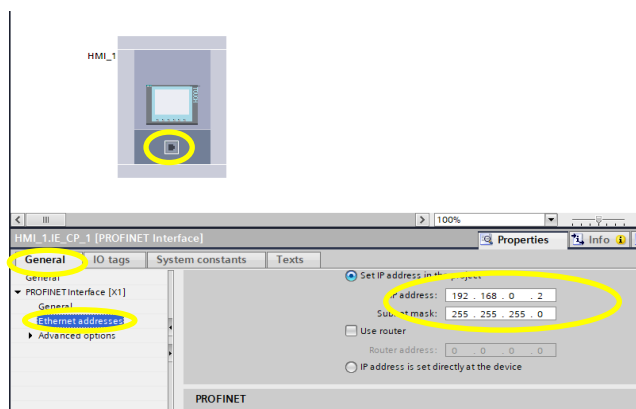 HMI_1
100%
HMI_1.IE_CP_1 [PROFINET Interface]
Properties
Info
General
IO tags
System constants
Texts
General
PROFINET Interface [X1]
General
Ethernet addresses
Advanced options
Set IP address in the project
IP address: 192 . 168 . 0 . 2
Subnet mask: 255 . 255 . 255 . 0
Use router
Router address: 0 . 0 . 0 . 0
IP address is set directly at the device
PROFINET